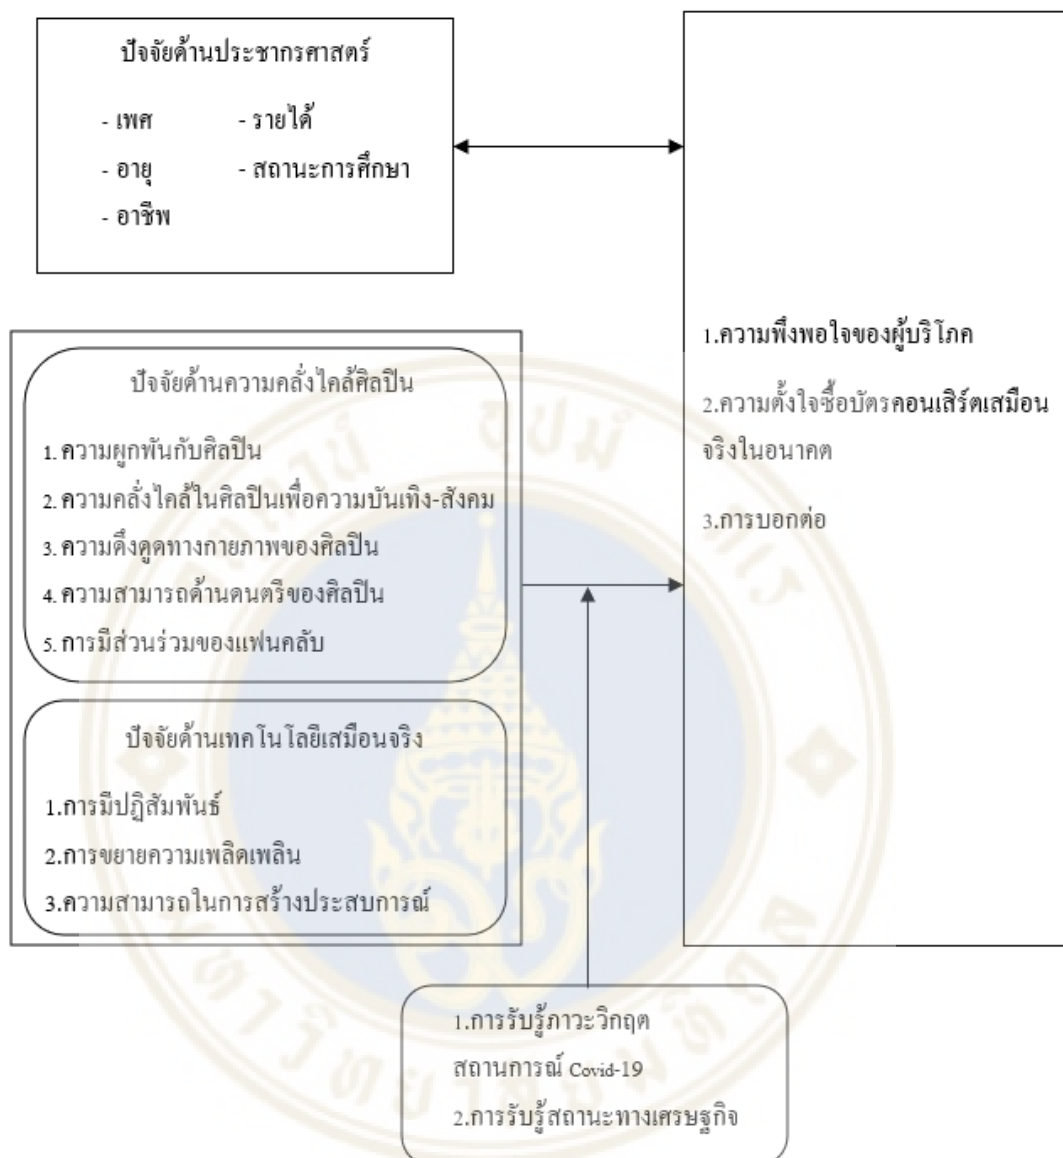 ปัจจัยด้านประชากรศาสตร์
- เพศ - รายได้
- อายุ - สถานะการศึกษา
- อาชีพ
ปัจจัยด้านความคลั่งไคล้ศิลปิน
1. ความผูกพันกับศิลปิน
2. ความคลั่งไคล้ในศิลปินเพื่อความบันเทิง-สังคม
3. ความดึงดูดทางกายภาพของศิลปิน
4. ความสามารถด้านดนตรีของศิลปิน
5. การมีส่วนร่วมของแฟนคลับ
ปัจจัยด้านเทคโนโลยีเสมือนจริง
1.การมีปฏิสัมพันธ์
2.การขยายความเพลิดเพลิน
3.ความสามารถในการสร้างประสบการณ์
1.ความพึงพอใจของผู้บริโภค
2.ความตั้งใจซื้อบัตรคอนเสิร์ตเสมือน
จริงในอนาคต
3.การบอกต่อ
1.การรับรู้ภาวะวิกฤต
สถานการณ์ Covid-19
2.การรับรู้สถานะทางเศรษฐกิจ